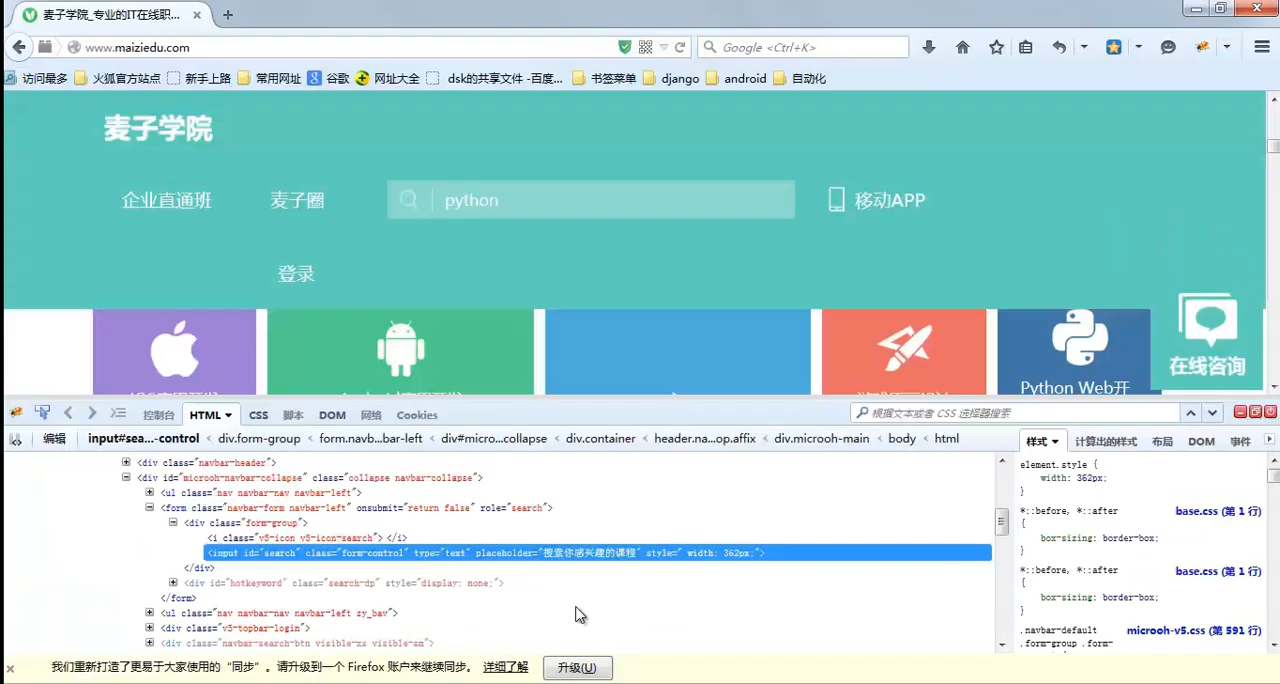 麦子学院_专业的IT在线职...
www.maiziedu.com
Google <Ctrl+K>
访问最多 火狐官方站点 新手上路 常用网址 谷歌 网址大全 dsk的共享文件 -百度... 书签菜单 django android 自动化
麦子学院
企业直通班 麦子圈 python 移动APP
登录
在线咨询
Python Web开
控制台 HTML CSS 脚本 DOM 网络 Cookies
根据文本或者 CSS 选择器搜索
编辑 input#sea...-control < div.form-group < form.navb...bar-left < div#micro...collapse < div.container < header.na...op.affix < div.microoh-main < body < html
样式 计算出的样式 布局 DOM 事件
<div class="navbar-header">
<div id="microoh-navbar-collapse" class="collapse navbar-collapse">
<ul class="nav navbar-nav navbar-left">
<form class="navbar-form navbar-left" onsubmit="return false" role="search">
<div class="form-group">
<i class="v5-icon v5-icon-search"> </i>
<input id="search" class="form-control" type="text" placeholder="搜索你感兴趣的课程" style=" width: 362px;">
</div>
<div id="hotkeyword" class="search-dp" style="display: none;">
</form>
<ul class="nav navbar-nav navbar-left zy_bav">
<div class="v5-topbar-login">
<div class="navbar-search-btn visible-xs visible-sm">
element.style {
width: 362px;
}
*::before, *::after base.css (第 1 行)
{
box-sizing: border-box;
}
*::before, *::after base.css (第 1 行)
{
box-sizing: border-box;
}
.navbar-default microoh-v5.css (第 591 行)
.form-group .form-
我们重新打造了更易于大家使用的“同步”。请升级到一个 Firefox 账户来继续同步。 详细了解 升级(U)